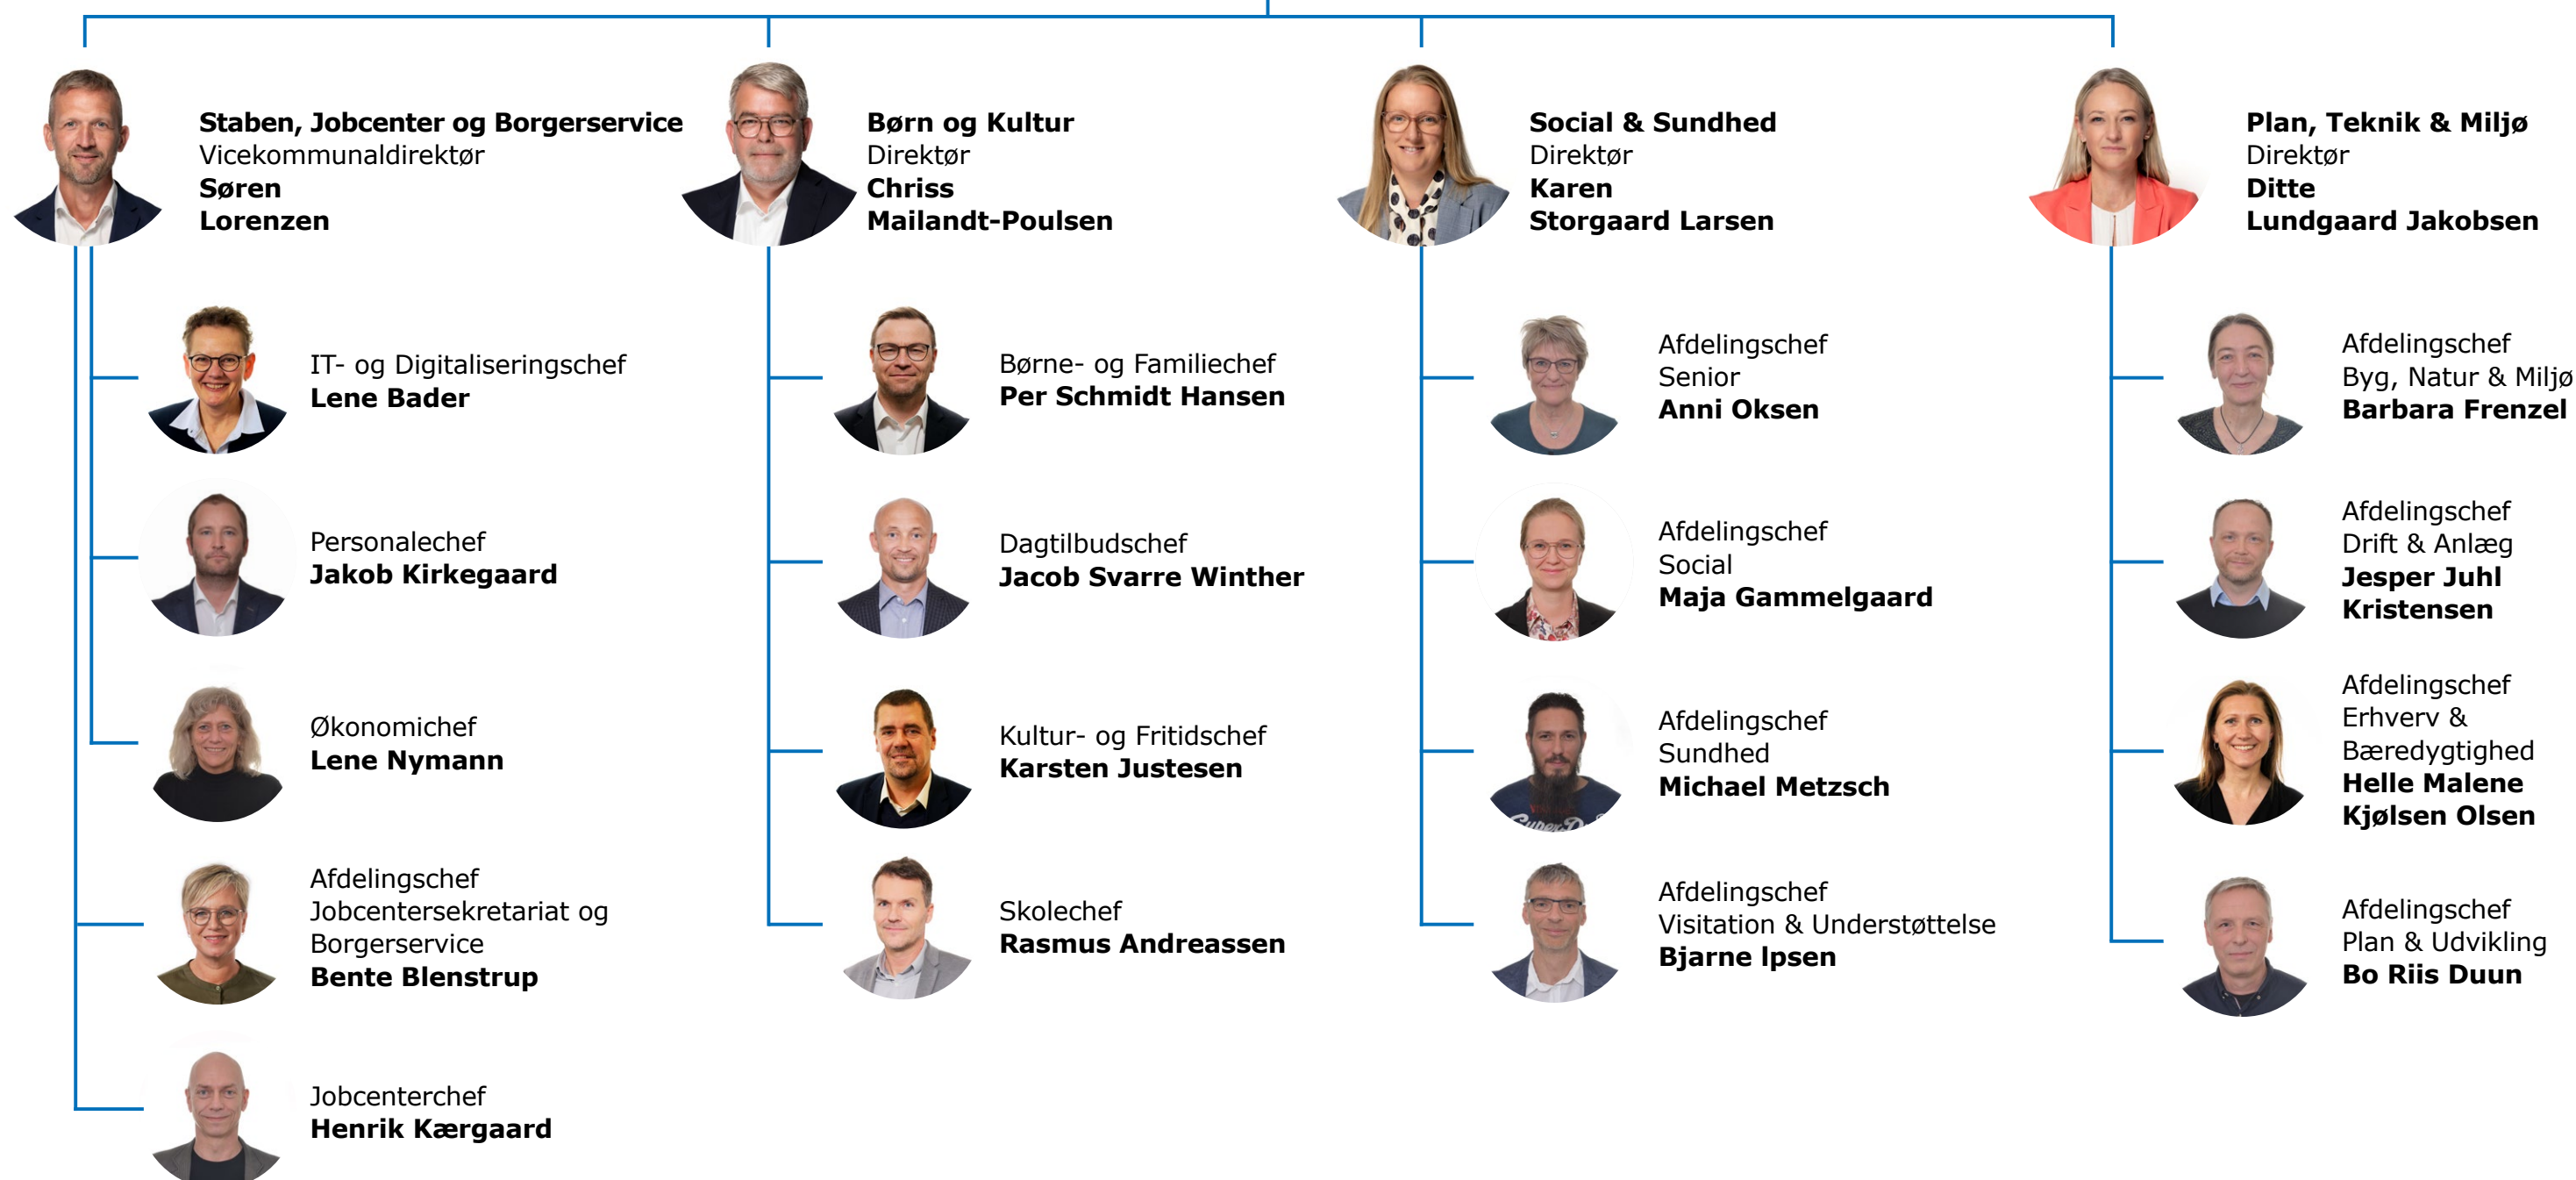 Staben, Jobcenter og Borgerservice
Vicekommunaldirektør
Søren
Lorenzen
IT- og Digitaliseringschef
Lene Bader
Personalechef
Jakob Kirkegaard
Økonomichef
Lene Nymann
Afdelingschef
Jobcentersekretariat og
Borgerservice
Bente Blenstrup
Jobcenterchef
Henrik Kærgaard
Børn og Kultur
Direktør
Chriss
Mailandt-Poulsen
Børne- og Familiechef
Per Schmidt Hansen
Dagtilbudschef
Jacob Svarre Winther
Kultur- og Fritidschef
Karsten Justesen
Skolechef
Rasmus Andreassen
Social & Sundhed
Direktør
Karen
Storgaard Larsen
Afdelingschef
Senior
Anni Oksen
Afdelingschef
Social
Maja Gammelgaard
Afdelingschef
Sundhed
Michael Metzsch
Afdelingschef
Visitation & Understøttelse
Bjarne lpsen
Plan, Teknik & Miljø
Direktør
Ditte
Lundgaard Jakobsen
Afdelingschef
Byg, Natur & Miljø
Barbara Frenzel
Afdelingschef
Drift & Anlæg
Jesper Juhl
Kristensen
Afdelingschef
Erhverv &
Bæredygtighed
Helle Malene
Kjølsen Olsen
Afdelingschef
Plan & Udvikling
Bo Riis Duun